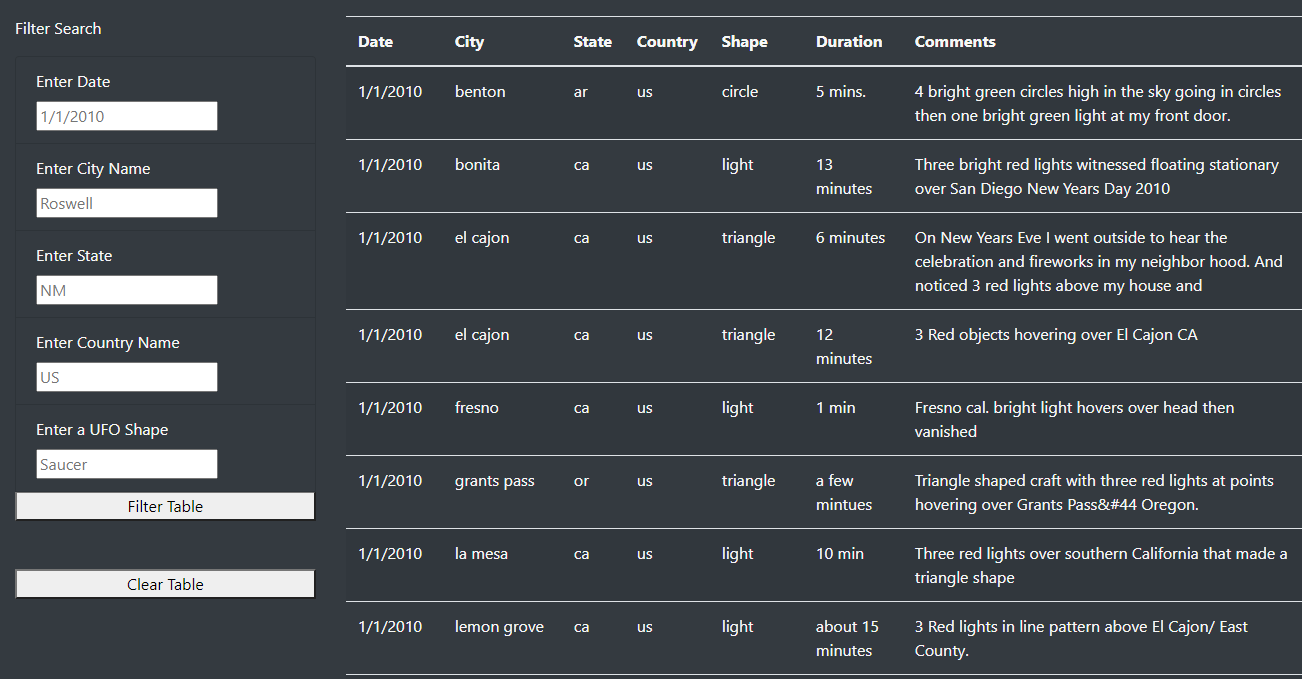 Filter Search
Enter Date
1/1/2010
Enter City Name
Roswell
Enter State
NM
Enter Country Name
US
Enter a UFO Shape
Saucer
Filter Table
Clear Table
Date City State Country Shape Duration Comments
1/1/2010 benton ar us circle 5 mins. 4 bright green circles high in the sky going in circles
then one bright green light at my front door.
1/1/2010 bonita ca us light 13 Three bright red lights witnessed floating stationary
minutes over San Diego New Years Day 2010
1/1/2010 el cajon ca us triangle 6 minutes On New Years Eve I went outside to hear the
celebration and fireworks in my neighbor hood. And
noticed 3 red lights above my house and
1/1/2010 el cajon ca us triangle 12 3 Red objects hovering over El Cajon CA
minutes
1/1/2010 fresno ca us light 1 min Fresno cal. bright light hovers over head then
vanished
1/1/2010 grants pass or us triangle a few Triangle shaped craft with three red lights at points
mintues hovering over Grants Pass&#44 Oregon.
1/1/2010 la mesa ca us light 10 min Three red lights over southern California that made a
triangle shape
1/1/2010 lemon grove ca us light about 15 3 Red lights in line pattern above El Cajon/ East
minutes County.